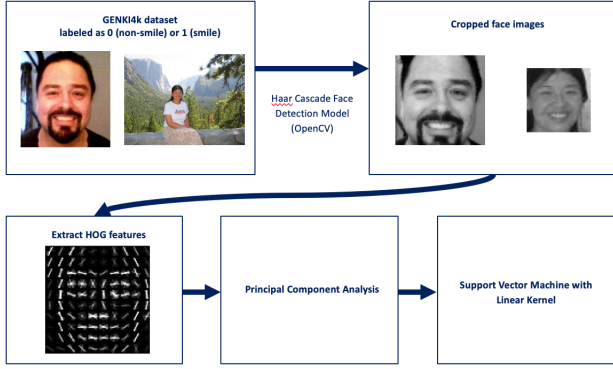 GENKI4k dataset
labeled as 0 (non-smile) or 1 (smile)
Haar Cascade Face
Detection Model
(OpenCV)
Cropped face images
Extract HOG features
Principal Component Analysis
Support Vector Machine with
Linear Kernel